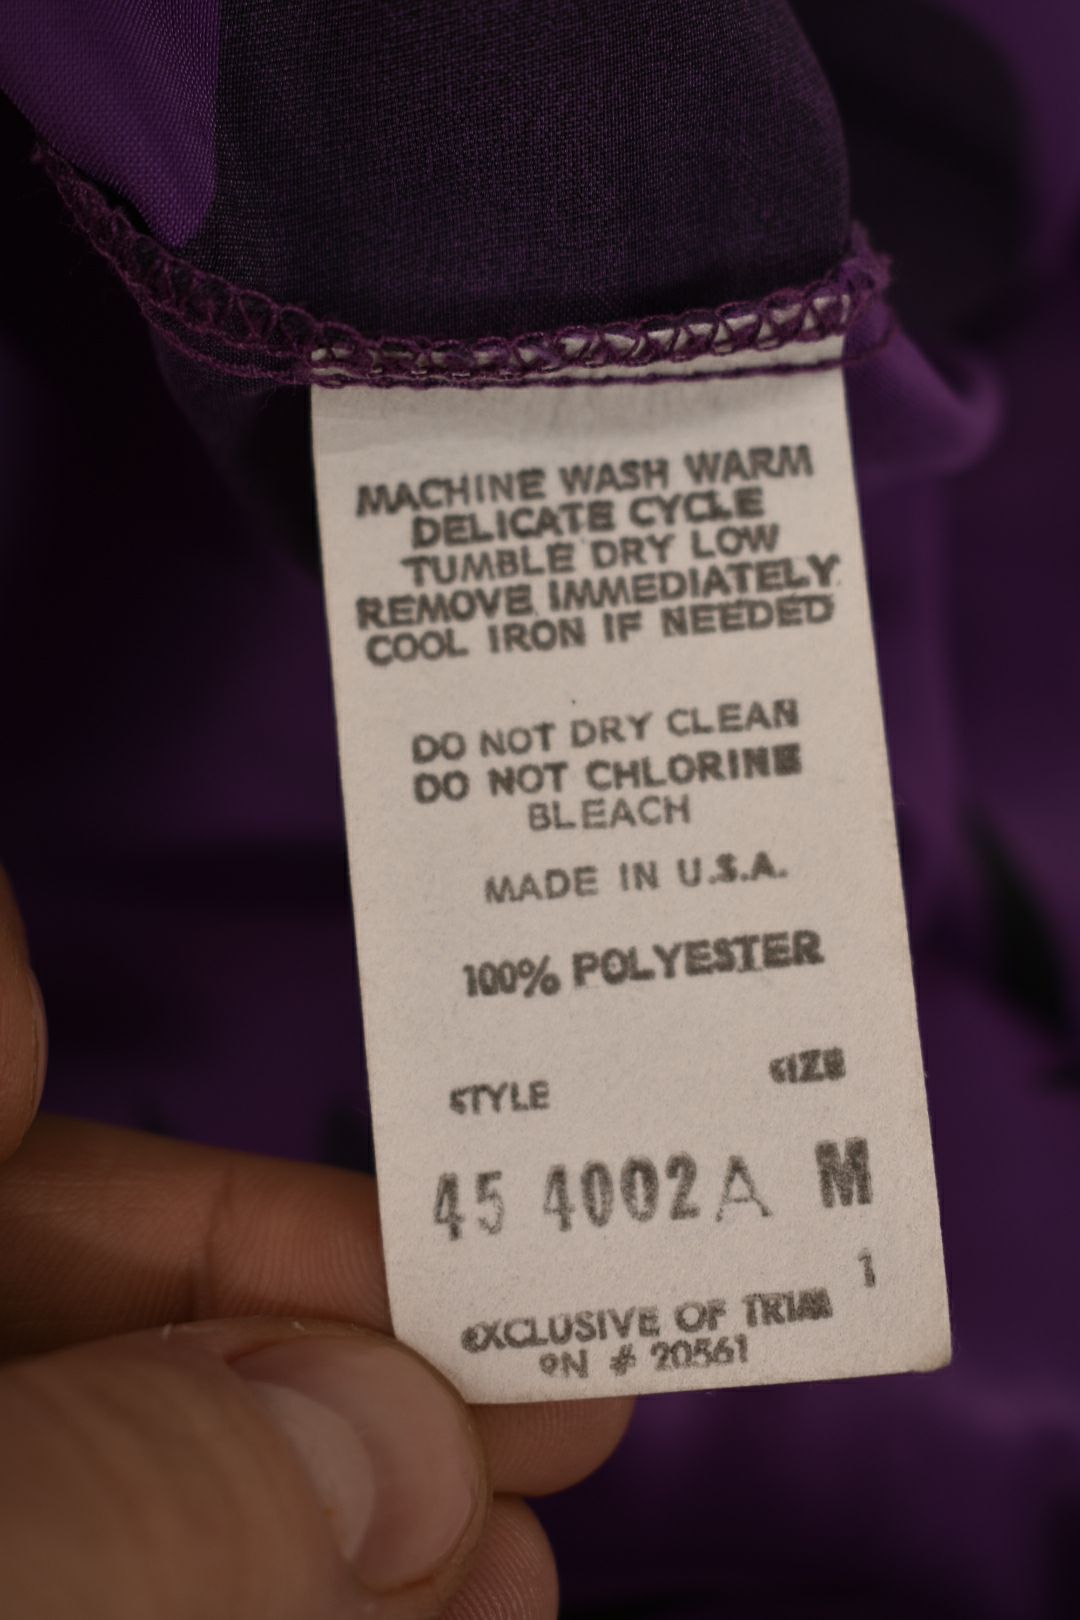 MACHINE WASH WARM
DELICATE CYCLE
TUMBLE DRY LOW
REMOVE IMMEDIATELY
COOL IRON IF NEEDED
DO NOT DRY CLEAN
DO NOT CHLORINE
BLEACH
MADE IN U.S.A.
100% POLYESTER
STYLE SIZE
45 4002A M
1
EXCLUSIVE OF TRIM
RN # 20561